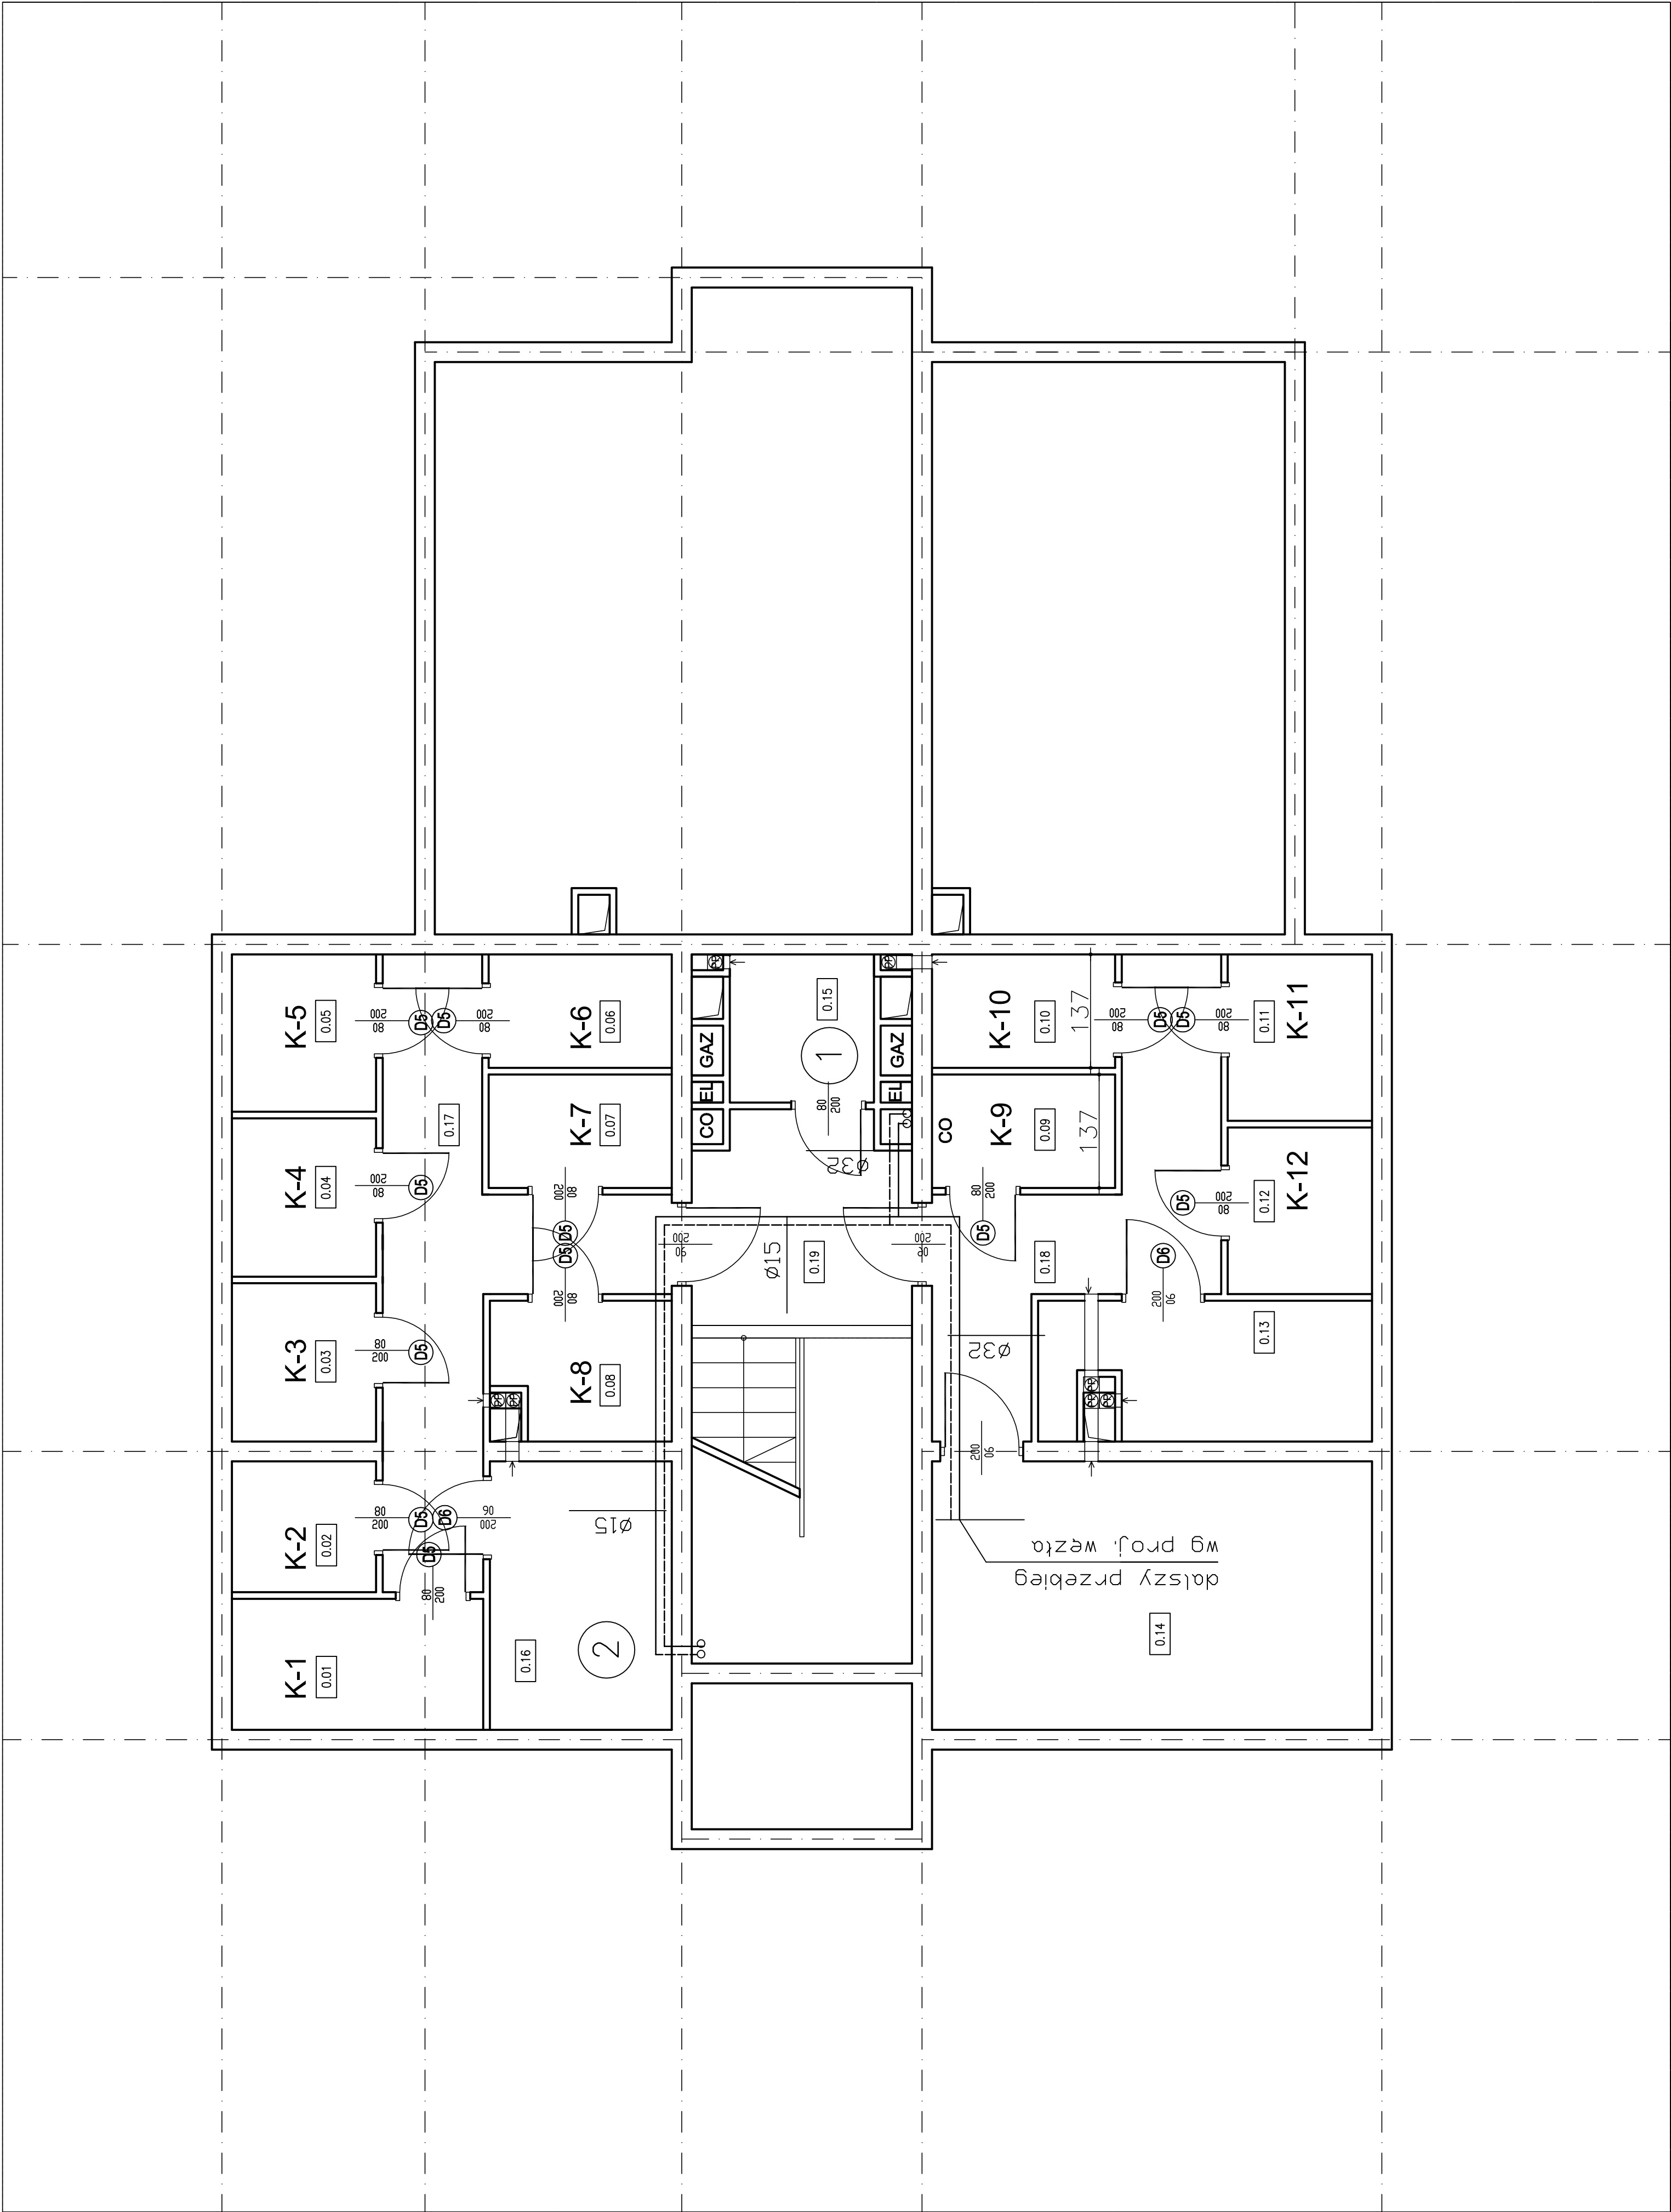 K-5
0.05
200
80
D5
D5
200
80
K-6
0.06
K-4
0.04
200
80
D5
0.17
K-7
0.07
200
80
D5
D5
200
80
K-3
0.03
80
200
D5
K-8
0.08
K-2
0.02
80
200
D5
D6
90
200
D5
80
200
K-1
0.01
0.16
2
Ø15
GAZ
EL
CO
0.15
1
80
200
GAZ
EL
CO
Ø32
200
90
Ø15
0.19
200
90
K-10
0.10
137
200
80
D5
D5
200
80
0.11
K-11
K-9
0.09
137
80
200
D5
0.18
D5
200
80
0.12
K-12
D6
200
90
0.13
Ø32
200
90
dalszy przebieg
wg proj. węzła
0.14